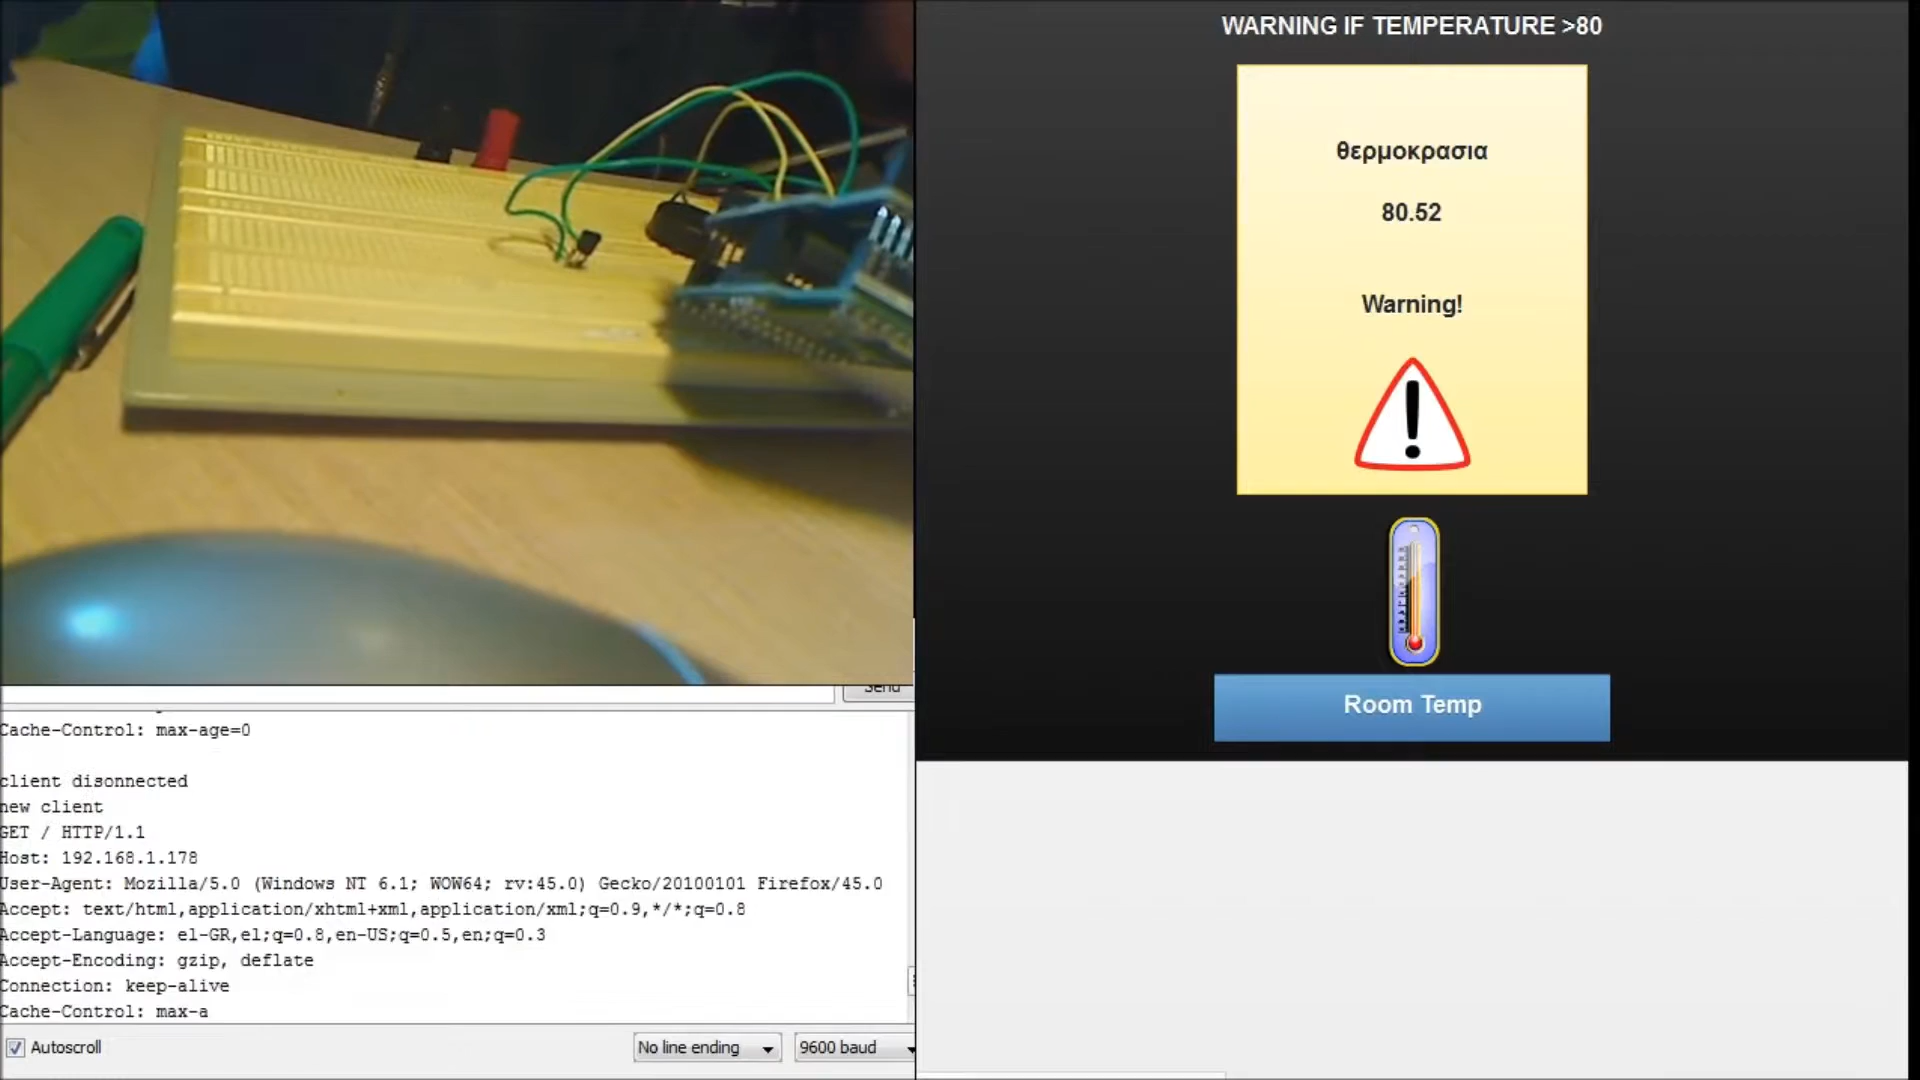 WARNING IF TEMPERATURE >80
θερμοκρασια
80.52
Warning!
Room Temp
Send
Cache-Control: max-age=0
client disonnected
new client
GET / HTTP/1.1
Host: 192.168.1.178
User-Agent: Mozilla/5.0 (Windows NT 6.1; WOW64; rv:45.0) Gecko/20100101 Firefox/45.0
Accept: text/html,application/xhtml+xml,application/xml;q=0.9,*/*;q=0.8
Accept-Language: el-GR,el;q=0.8,en-US;q=0.5,en;q=0.3
Accept-Encoding: gzip, deflate
Connection: keep-alive
Cache-Control: max-a
Autoscroll
No line ending
9600 baud